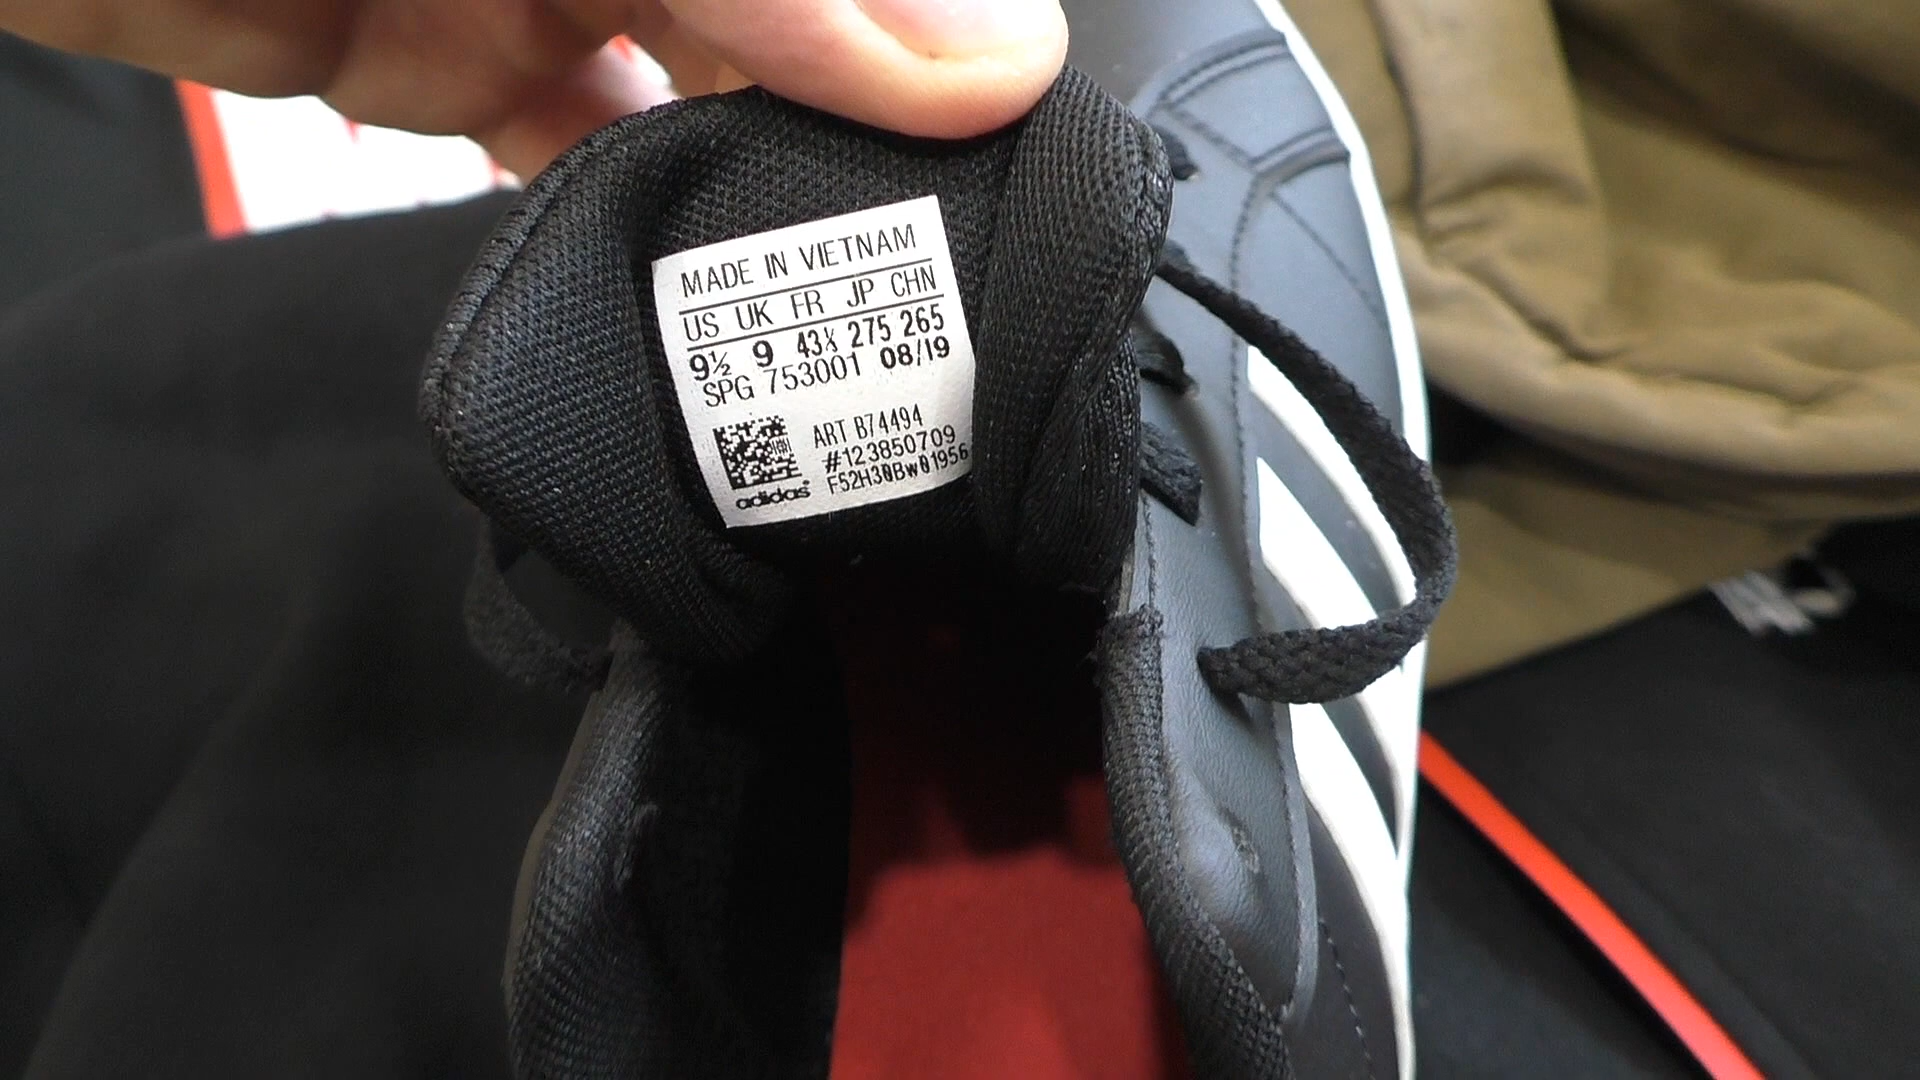 MADE IN VIETNAM
US UK FR JP CHN
9½ 9 43⅓ 275 265
SPG 753001 08/19
ART B74494
#123850709
F52H30Bw01956
adidas